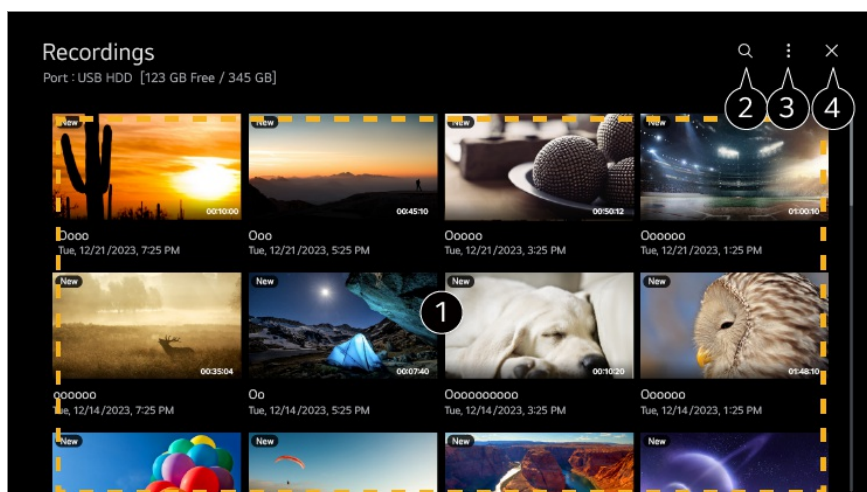 Recordings
Port : USB HDD [123 GB Free / 345 GB]
2 3 4
New New New New
00:10:00 00:45:10 00:50:12 01:00:10
Oooo Ooo Ooooo Oooooo
Tue, 12/21/2023, 7:25 PM Tue, 12/21/2023, 5:25 PM Tue, 12/21/2023, 3:25 PM Tue, 12/21/2023, 1:25 PM
New New New New
1
00:35:04 00:07:40 00:10:20 01:48:10
oooooo Oo Oooooooooo Oooooo
Tue, 12/14/2023, 7:25 PM Tue, 12/14/2023, 5:25 PM Tue, 12/14/2023, 3:25 PM Tue, 12/14/2023, 1:25 PM
New New New New